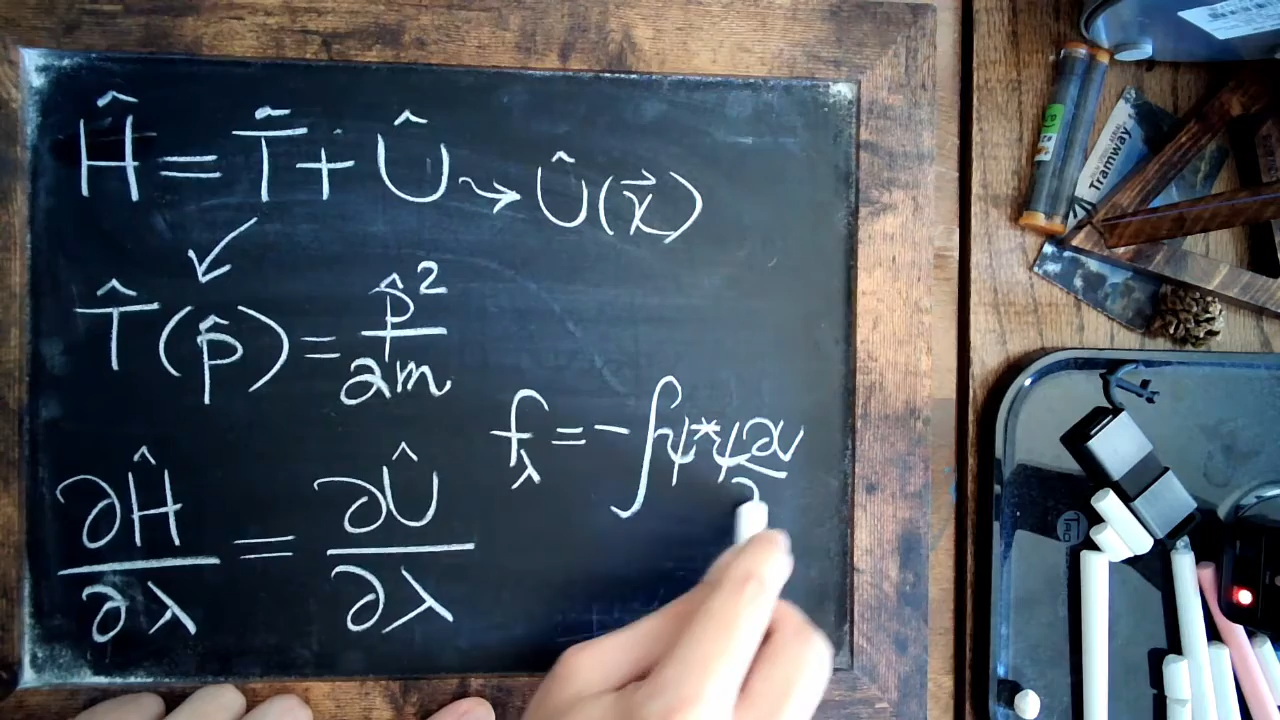 Ĥ = T̂ + Û ⤳ Û(x⃗)
↙
T̂(p̂) = p̂²/2m
f_λ = -∫ψ*ψ ∂V/∂
∂Ĥ/∂λ = ∂Û/∂λ
Tramway